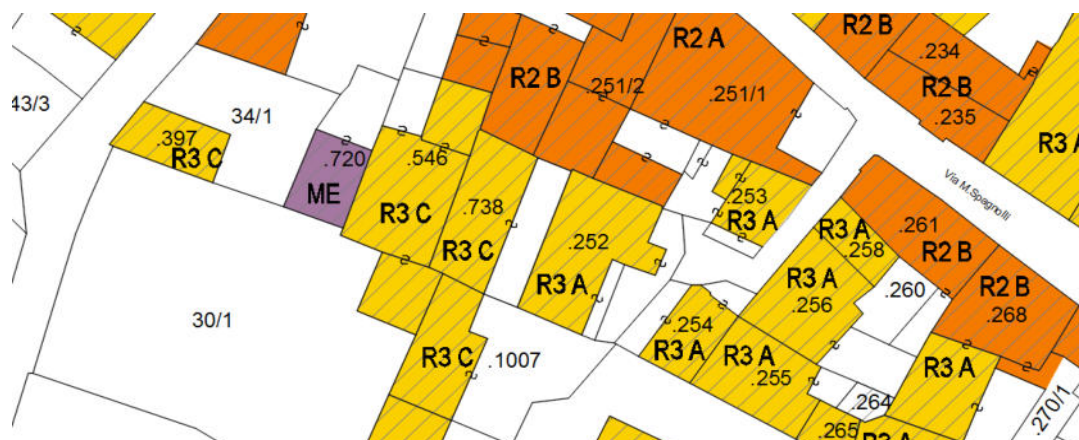 R2 B
.234
R2 A
43/3
R2 B
.251/2
.251/1
R2 B
.235
34/1
.397
R3 C
.720
.546
R3 A
ME
.253
Via M.Spagnolli
R3 C
.738
R3 A
R3 A
.258
.261
R2 B
R3 C
.252
R3 A
R3 A
.256
.260
R2 B
.268
30/1
.254
R3 A
R3 C
.1007
R3 A
.255
R3 A
.264
.270/1
.265
R3 A